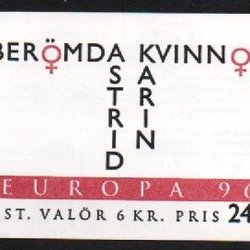 BERÖMDA KVINNO
ASTRID
KARIN
EUROPA 96
ST. VALÖR 6 KR. PRIS 24